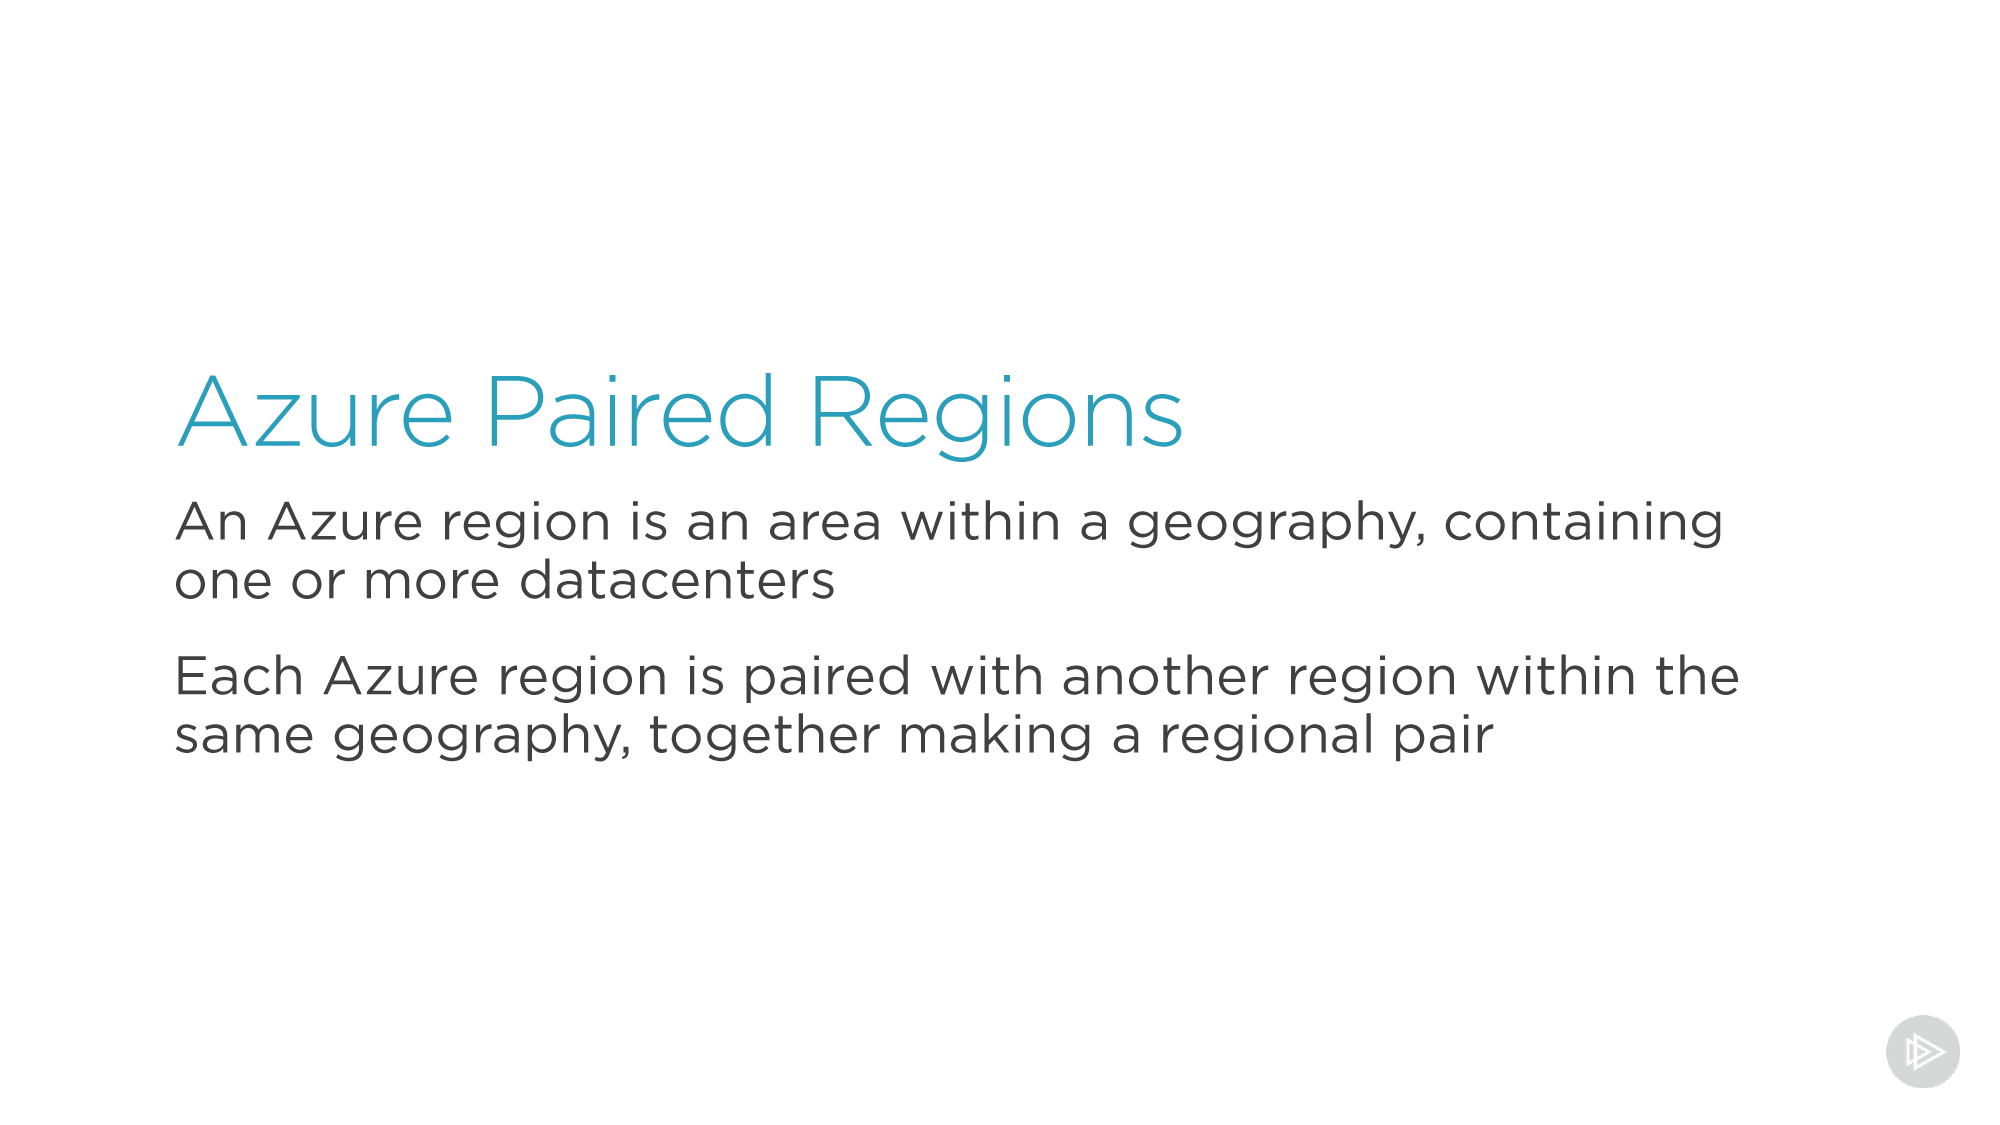 Azure Paired Regions
An Azure region is an area within a geography, containing
one or more datacenters
Each Azure region is paired with another region within the
same geography, together making a regional pair